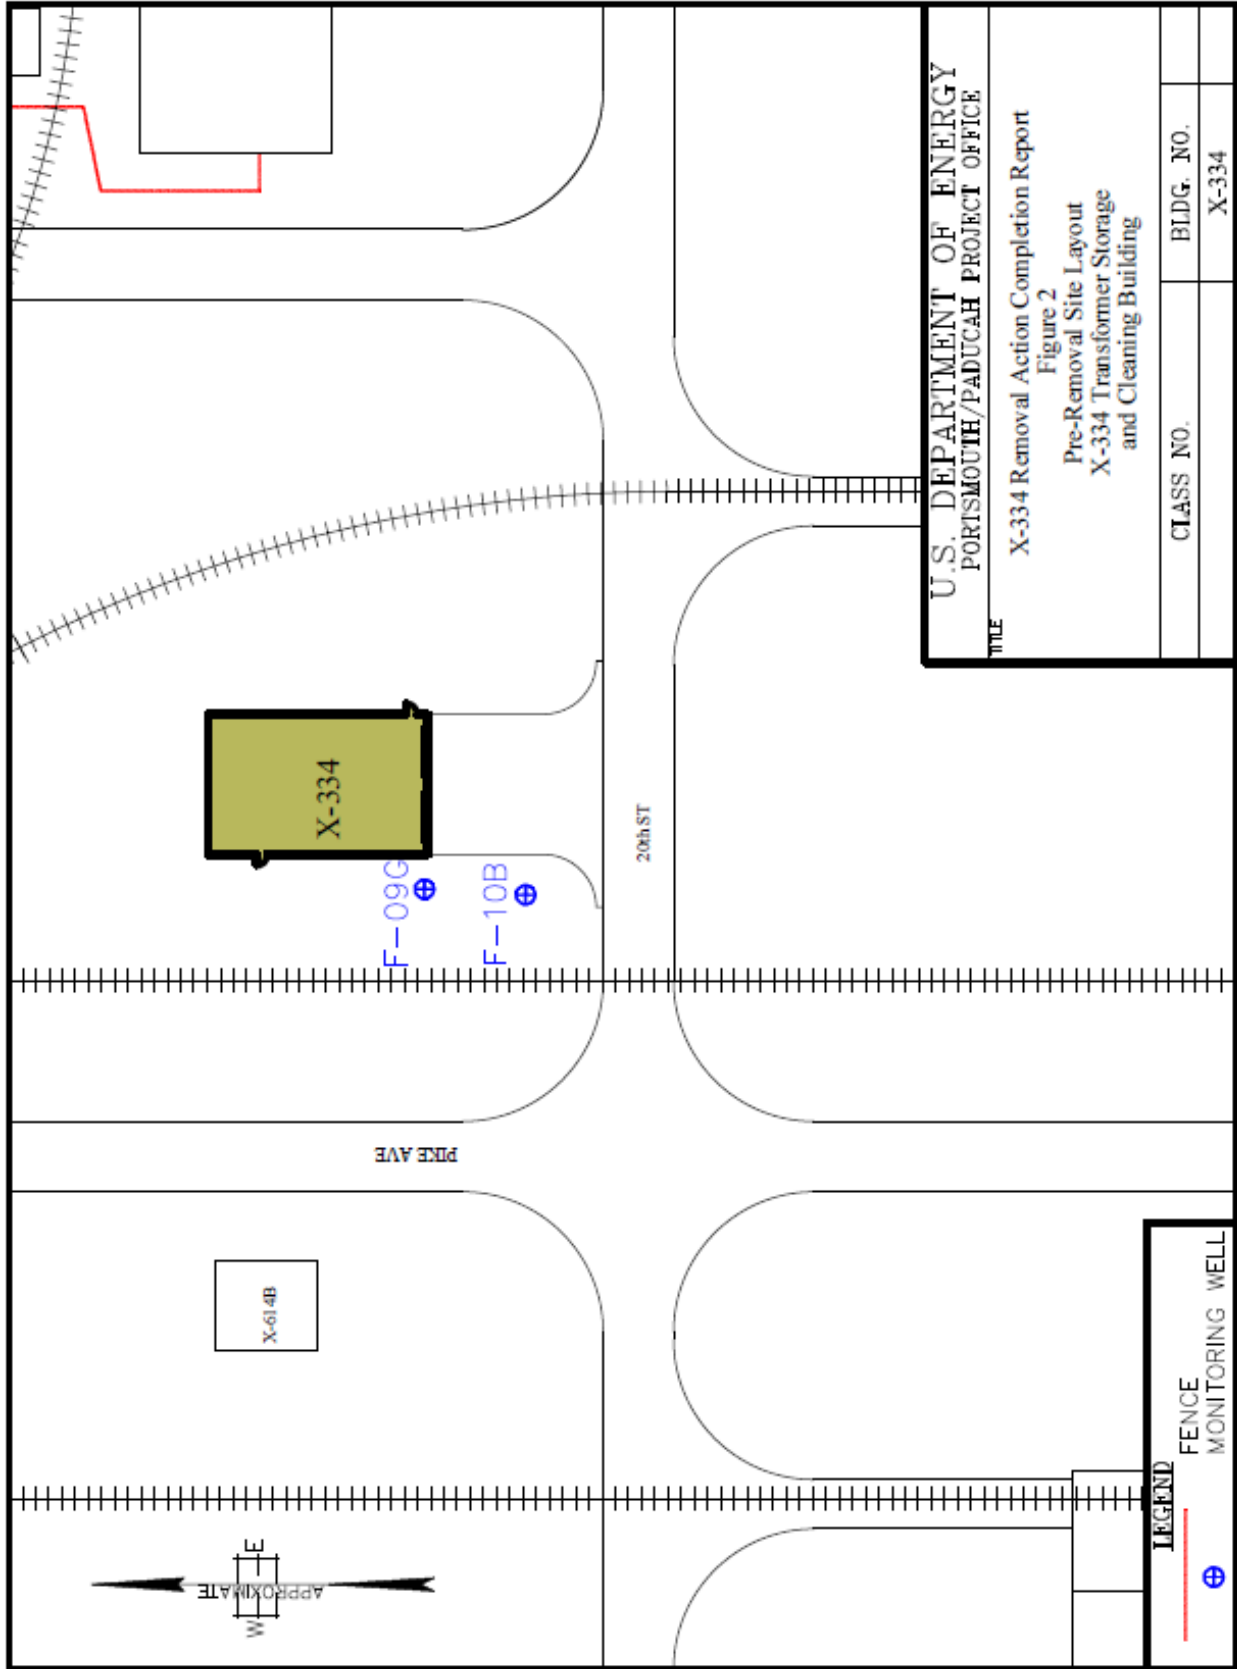 X-334
F-09G
F-10B
20th ST
PIKE AVE
X-614B
W
E
APPROXIMATE
LEGEND
FENCE
MONITORING WELL
U.S. DEPARTMENT OF ENERGY
PORTSMOUTH/PADUCAH PROJECT OFFICE
TITLE
X-334 Removal Action Completion Report
Figure 2
Pre-Removal Site Layout
X-334 Transformer Storage
and Cleaning Building
CLASS NO.
BLDG. NO.
X-334